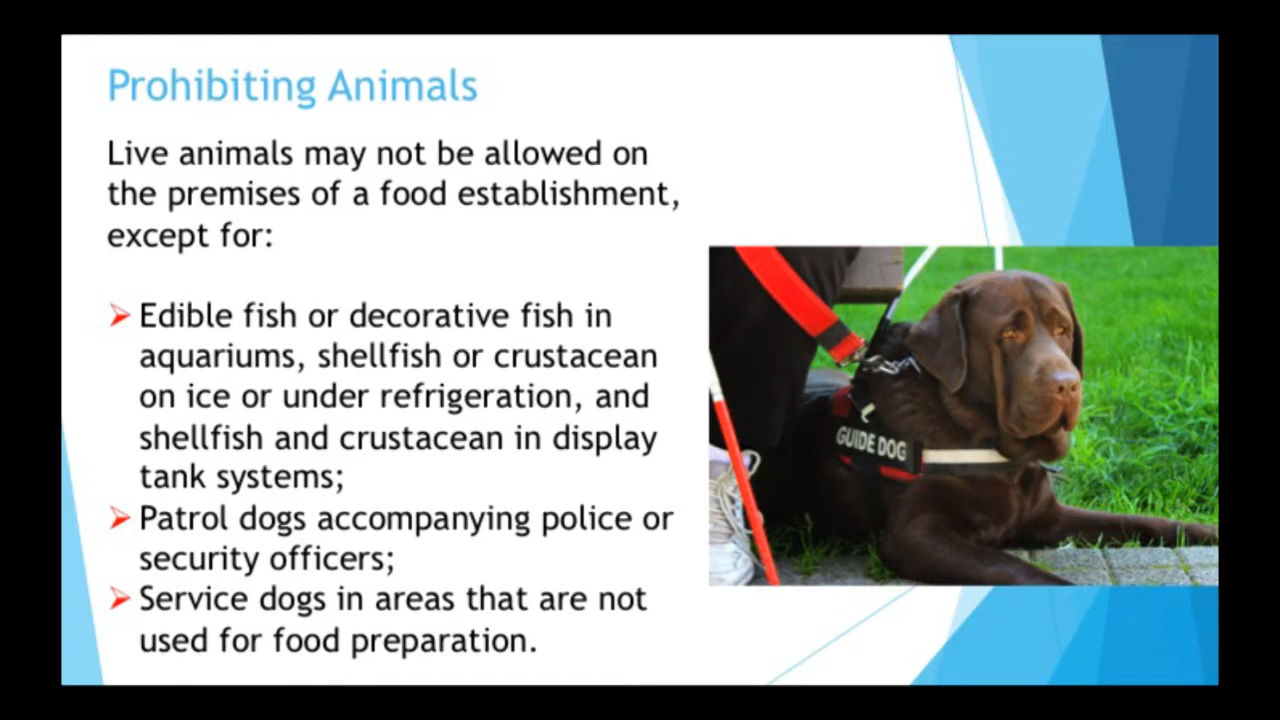 Prohibiting Animals
Live animals may not be allowed on
the premises of a food establishment,
except for:
Edible fish or decorative fish in
aquariums, shellfish or crustacean
on ice or under refrigeration, and
shellfish and crustacean in display
tank systems;
Patrol dogs accompanying police or
security officers;
Service dogs in areas that are not
used for food preparation.
GUIDE DOG